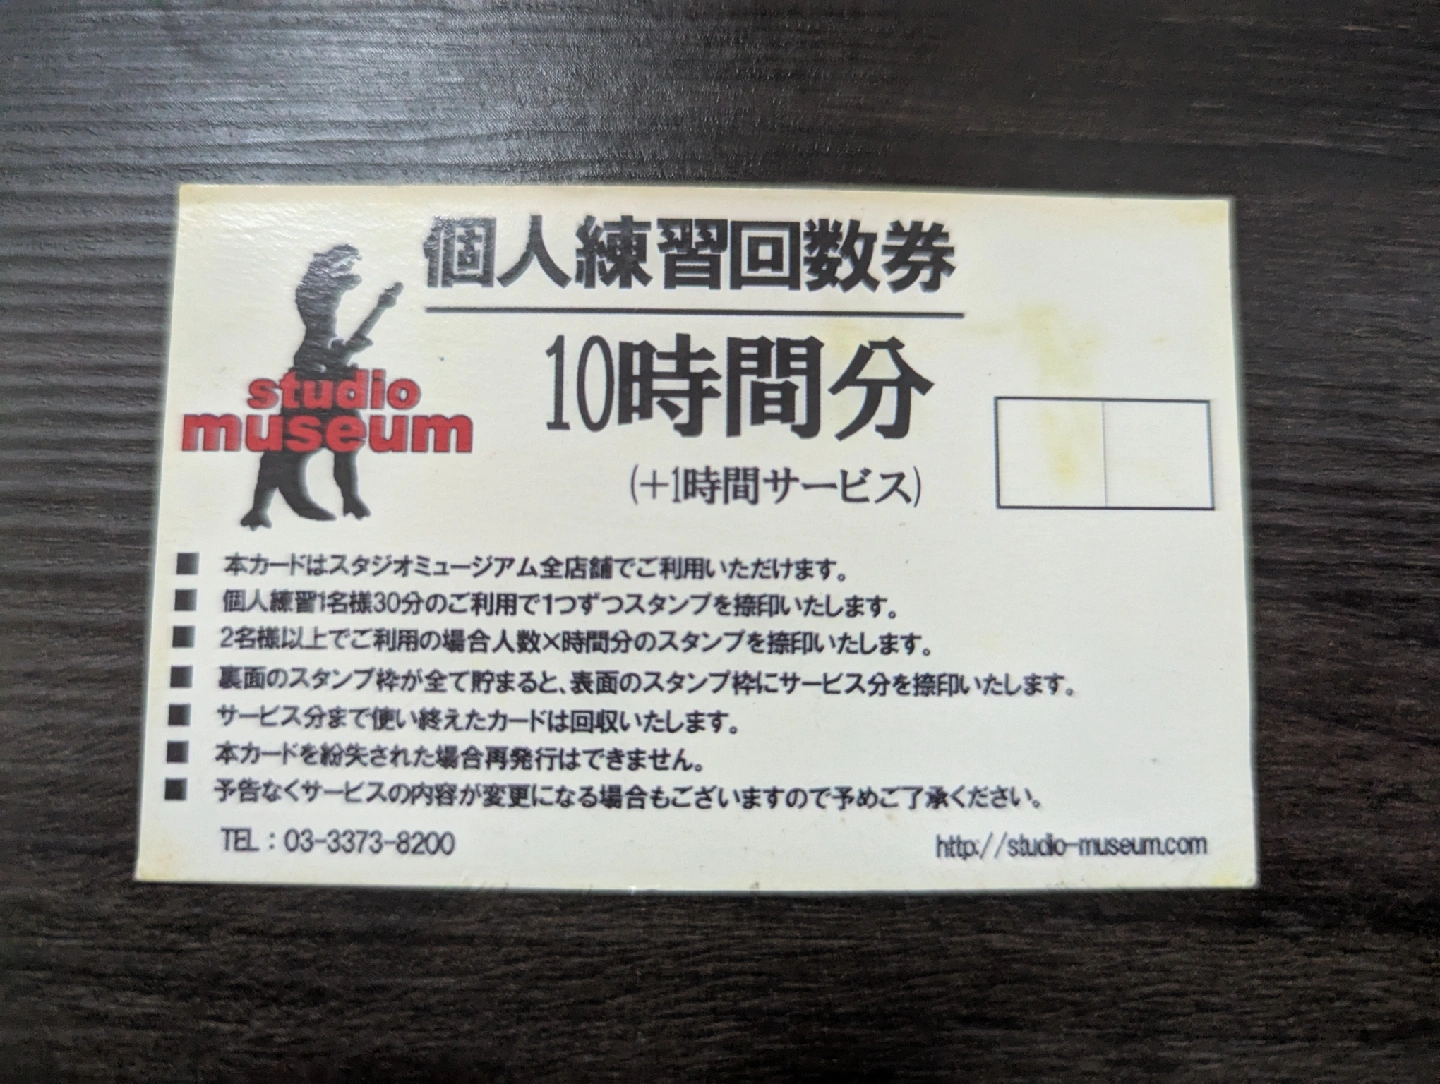 個人練習回数券
studio
museum
10時間分
(+1時間サービス)
■ 本カードはスタジオミュージアム全店舗でご利用いただけます。
■ 個人練習1名様30分のご利用で1つずつスタンプを捺印いたします。
■ 2名様以上でご利用の場合人数×時間分のスタンプを捺印いたします。
■ 裏面のスタンプ枠が全て貯まると、表面のスタンプ枠にサービス分を捺印いたします。
■ サービス分まで使い終えたカードは回収いたします。
■ 本カードを紛失された場合再発行はできません。
■ 予告なくサービスの内容が変更になる場合もございますので予めご了承ください。
TEL：03-3373-8200
http://studio-museum.com